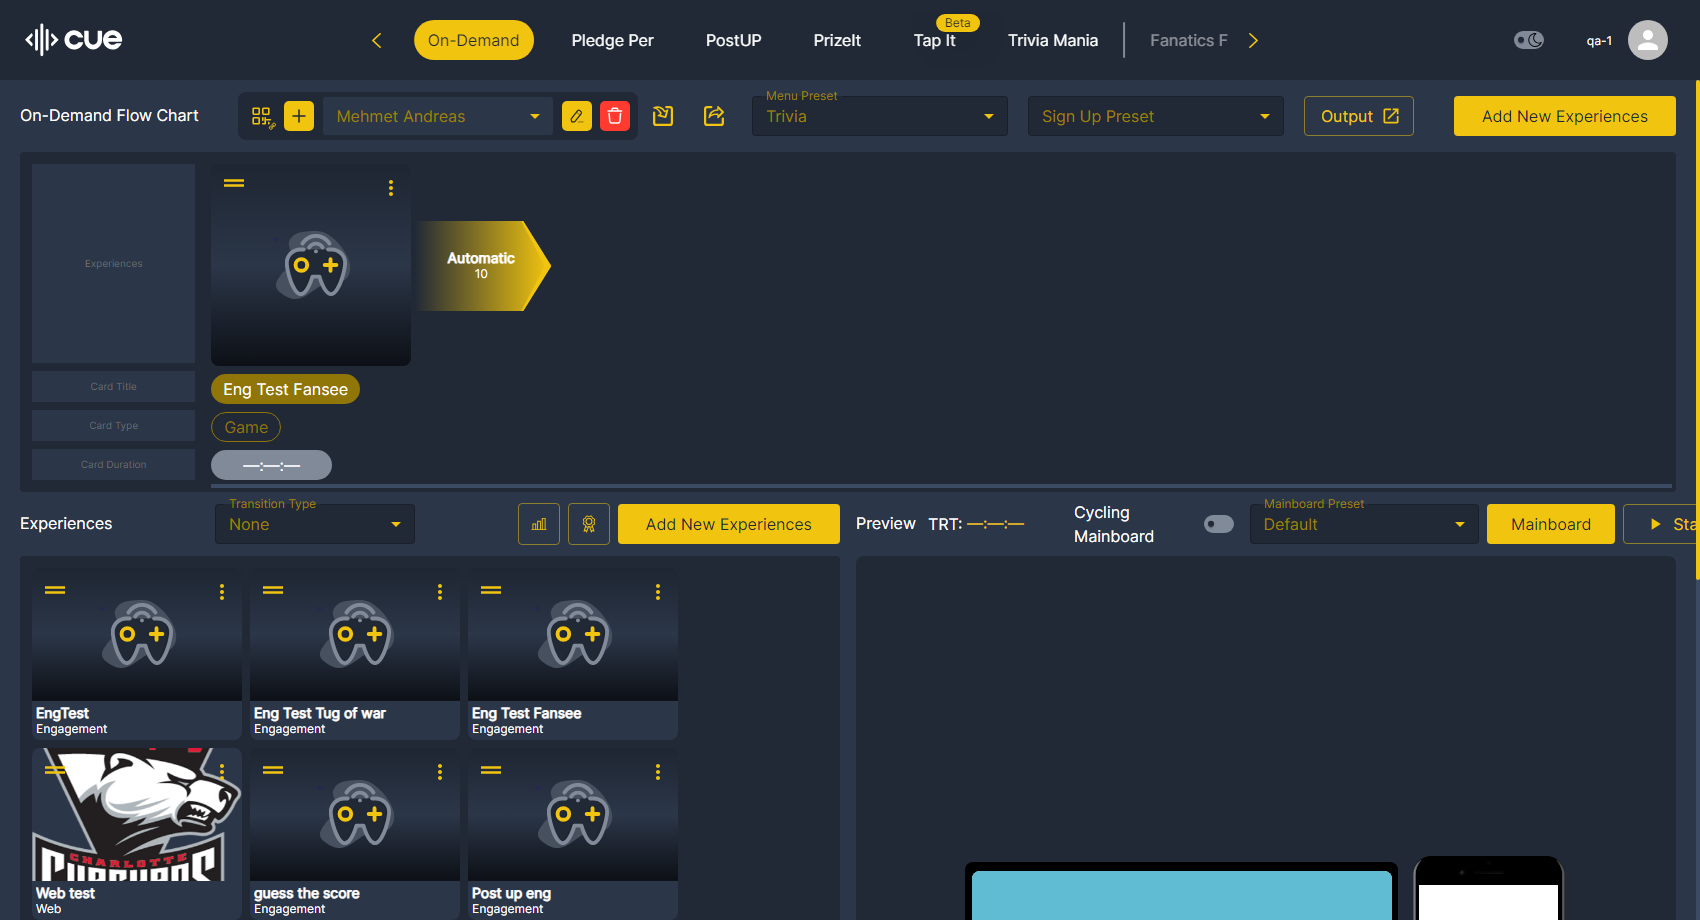 cue
On-Demand
Pledge Per
PostUP
PrizeIt
Beta
Tap It
Trivia Mania
Fanatics F
qa-1
On-Demand Flow Chart
Mehmet Andreas
Menu Preset
Trivia
Sign Up Preset
Output
Add New Experiences
Experiences
Automatic
10
Card Title
Eng Test Fansee
Card Type
Game
Card Duration
—:—:—
Experiences
Transition Type
None
Add New Experiences
Preview
TRT: —:—:—
Cycling
Mainboard
Mainboard Preset
Default
Mainboard
Sta
EngTest
Engagement
Eng Test Tug of war
Engagement
Eng Test Fansee
Engagement
CHARLOTTE
Web test
Web
guess the score
Engagement
Post up eng
Engagement